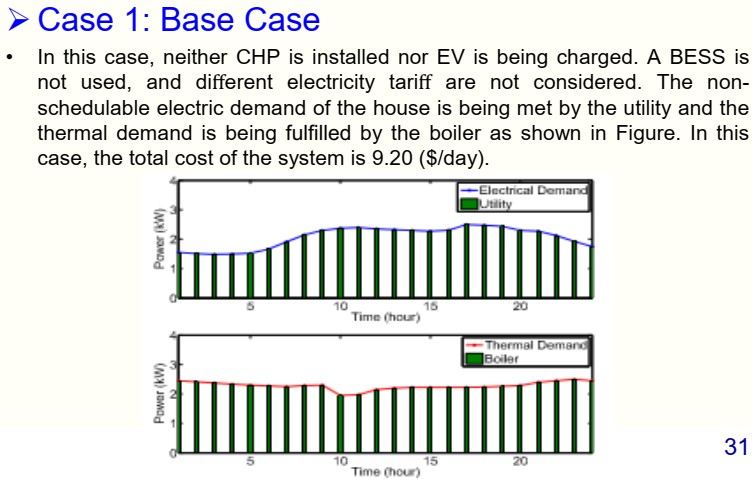 ➢ Case 1: Base Case
• In this case, neither CHP is installed nor EV is being charged. A BESS is
not used, and different electricity tariff are not considered. The non-
schedulable electric demand of the house is being met by the utility and the
thermal demand is being fulfilled by the boiler as shown in Figure. In this
case, the total cost of the system is 9.20 ($/day).
Electrical Demand
Utility
Power (kW)
4
3
2
1
0
5 10 15 20
Time (hour)
Thermal Demand
Boiler
Power (kW)
4
3
2
1
0
5 10 15 20
Time (hour)
31